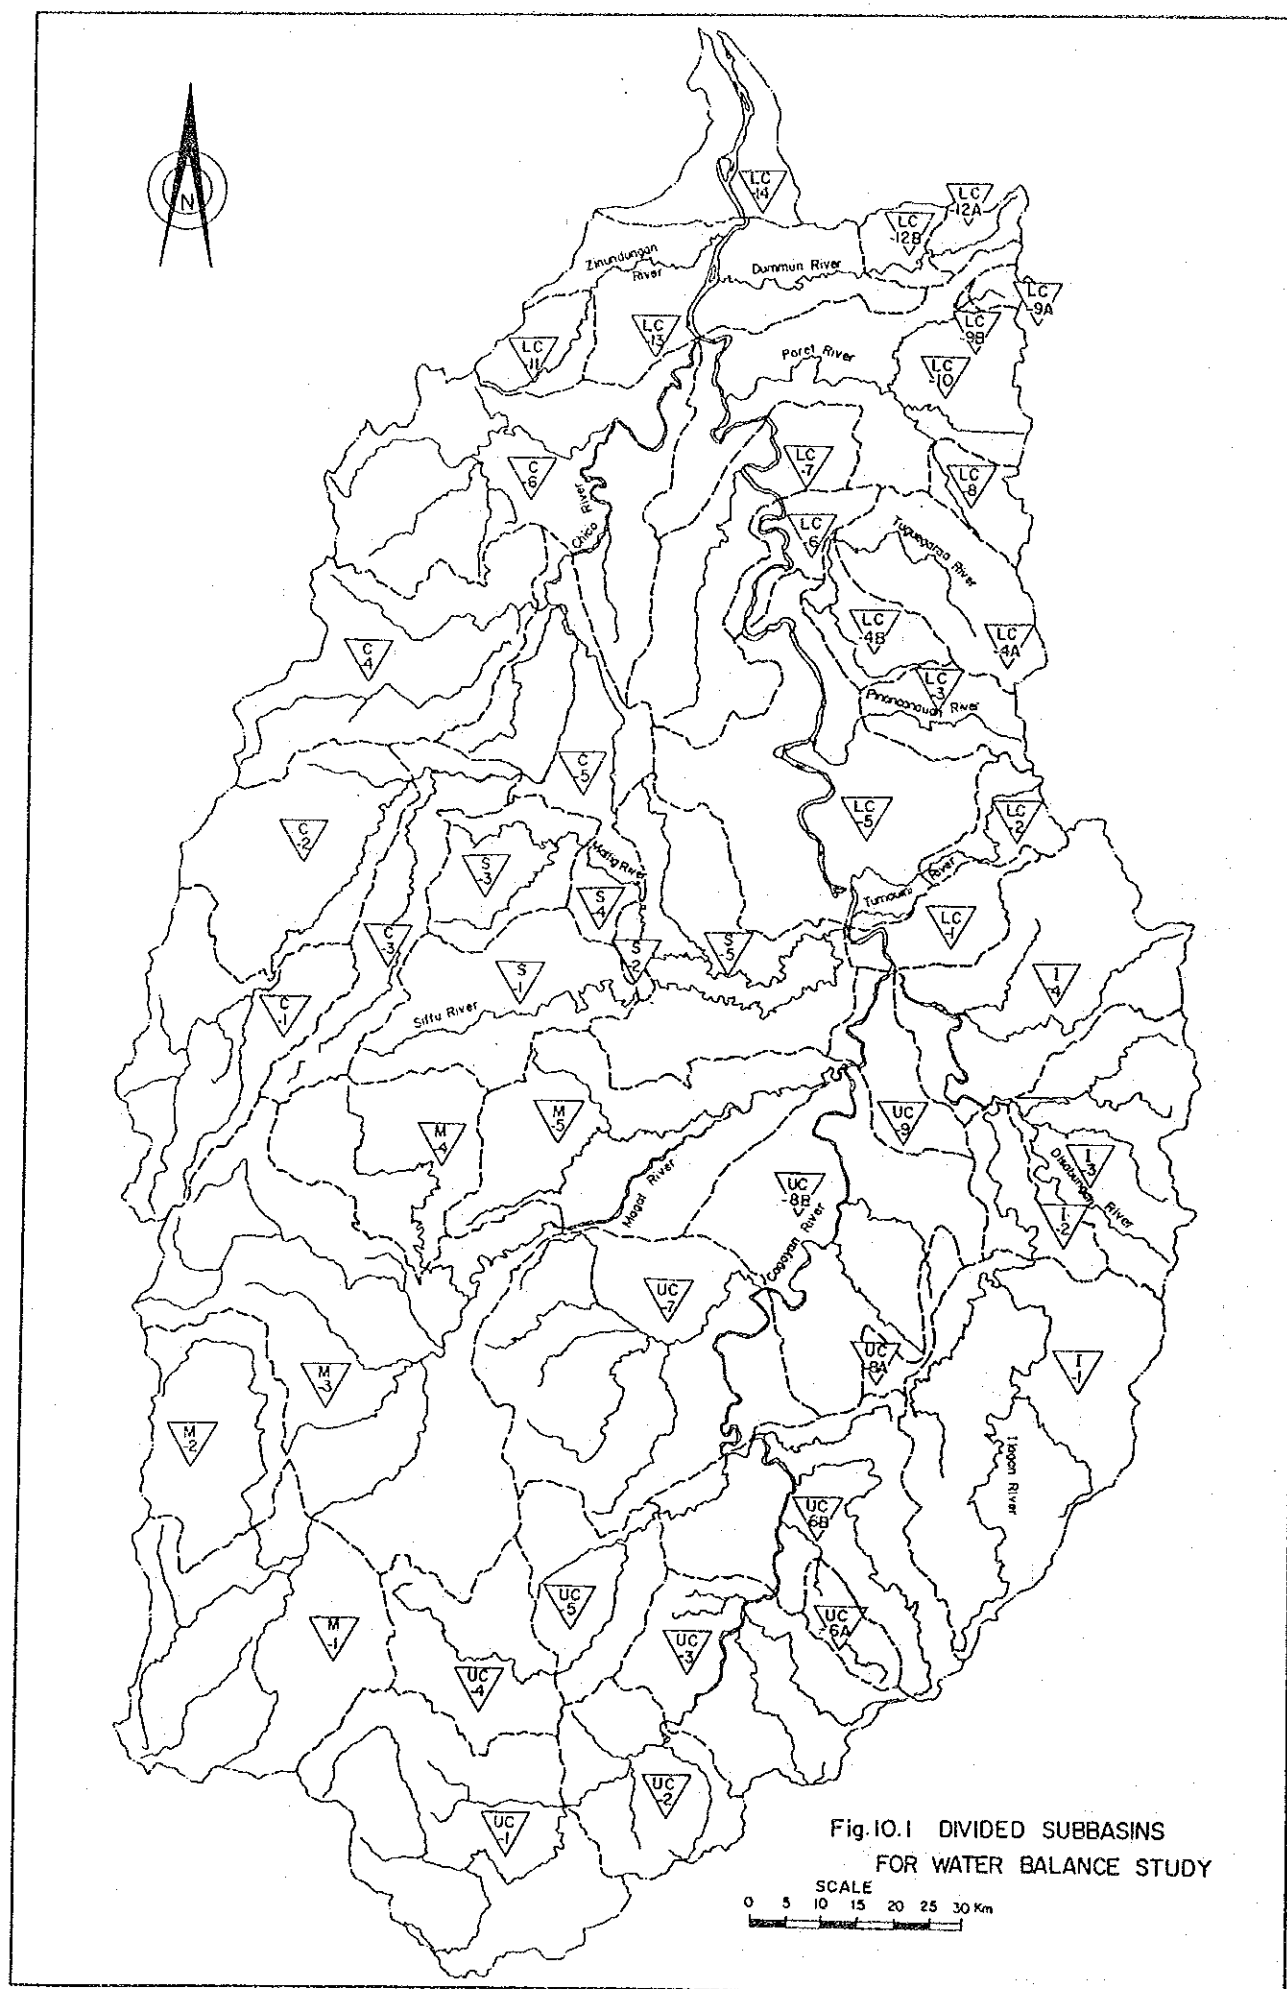 N
LC
-14
LC
-12A
LC
-12B
Zinundungan
River
Dummun River
LC
-9A
LC
-13
LC
-9B
LC
-11
Paret River
LC
-10
C
-6
LC
-7
LC
-8
Chico River
LC
-6
Tuguegarao River
LC
-4B
LC
-4A
C
-4
LC
-3
Pinancanauan River
C
-5
LC
-5
LC
-2
C
-2
Matig River
S
-3
Tumauini River
S
-4
LC
-1
C
-3
S
-2
S
-5
S
-1
I
-4
C
-1
Siffu River
M
-5
UC
-9
M
-4
I
-3
Disabungan River
UC
-8B
I
-2
Magat River
Cagayan River
UC
-7
UC
-8A
I
-1
M
-3
M
-2
Ilagan River
UC
6B
UC
5
UC
-6A
M
-1
UC
-3
UC
-4
UC
-2
UC
-1
Fig.10.1 DIVIDED SUBBASINS
FOR WATER BALANCE STUDY
SCALE
0 5 10 15 20 25 30 Km